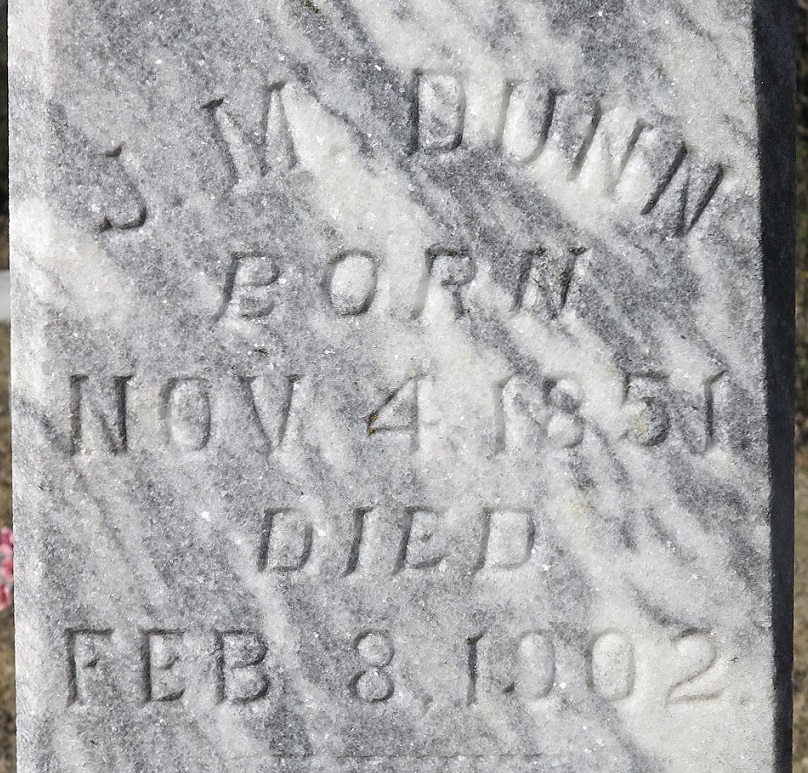 J. M. DUNN
BORN
NOV. 4, 1851.
DIED
FEB. 8, 1902.